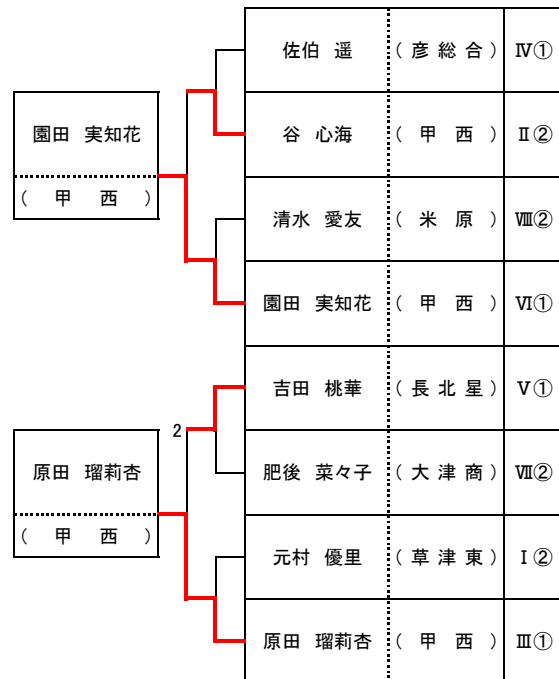 佐伯 遥 (彦総合) Ⅳ①
園田 実知花
谷 心海 (甲西) Ⅱ②
(甲西)
清水 愛友 (米原) Ⅷ②
園田 実知花 (甲西) Ⅵ①
吉田 桃華 (長北星) Ⅴ①
2
原田 瑠莉杏
肥後 菜々子 (大津商) Ⅶ②
(甲西)
元村 優里 (草津東) Ⅰ②
原田 瑠莉杏 (甲西) Ⅲ①